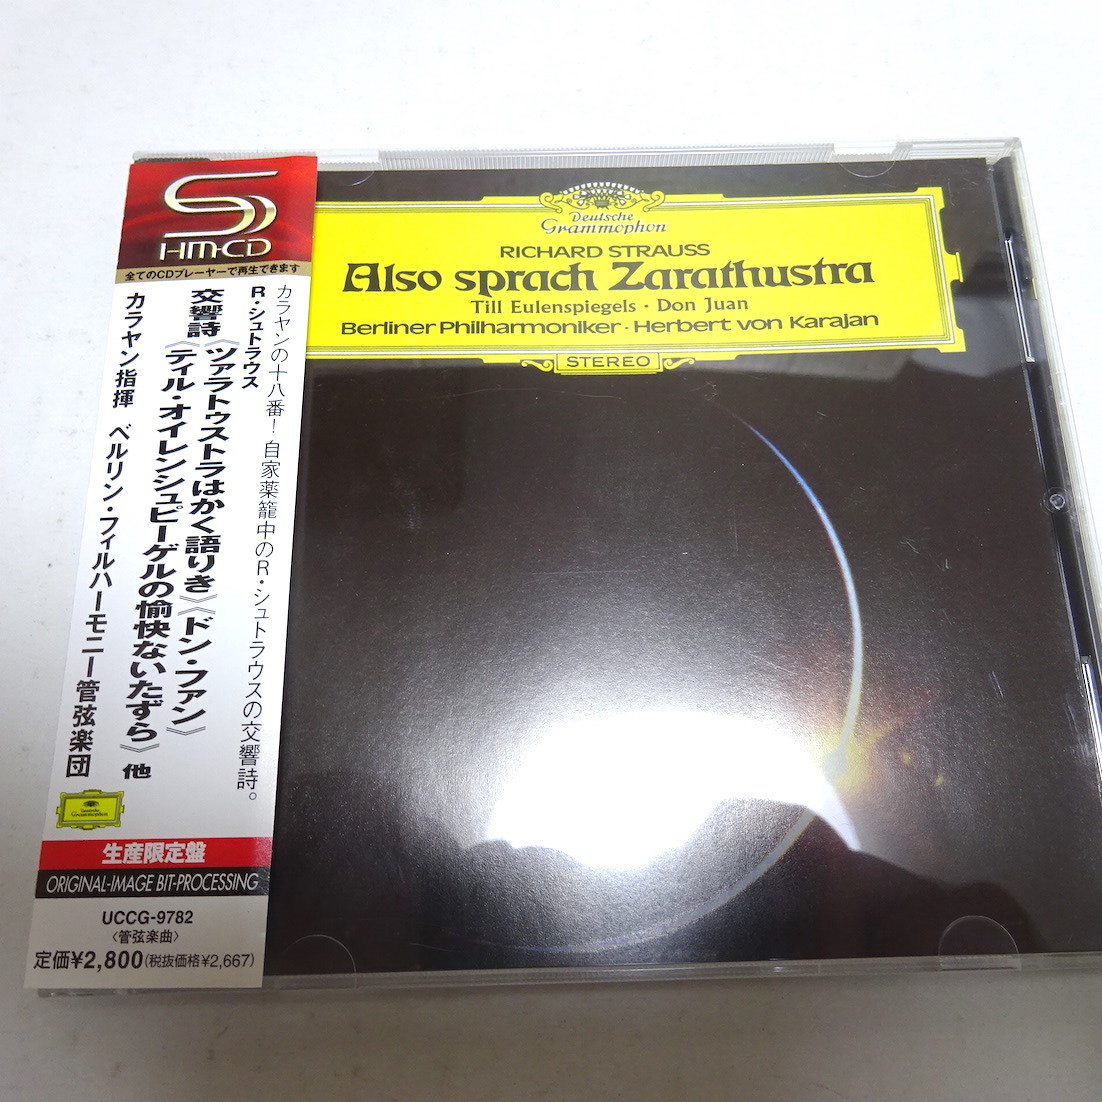 SHM-CD
全てのCDプレーヤーで再生できます
カラヤンの十八番!自家薬籠中のR・シュトラウスの交響詩。
R・シュトラウス
交響詩《ツァラトゥストラはかく語りき》《ドン・ファン》
《ティル・オイレンシュピーゲルの愉快ないたずら》他
カラヤン指揮 ベルリン・フィルハーモニー管弦楽団
Deutsche
Grammophon
生産限定盤
ORIGINAL-IMAGE BIT-PROCESSING
UCCG-9782
〈管弦楽曲〉
定価¥2,800(税抜価格¥2,667)
Deutsche
Grammophon
RICHARD STRAUSS
Also sprach Zarathustra
Till Eulenspiegels · Don Juan
Berliner Philharmoniker · Herbert von Karajan
STEREO